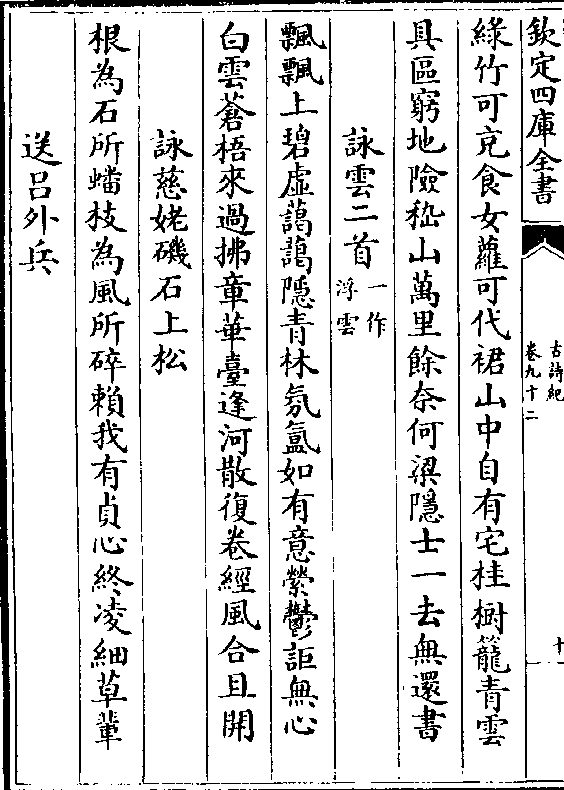 欽定四庫全書
古詩紀
卷九十二
十一
綠竹可充食女蘿可代裙山中自有宅桂樹籠青雲
具區窮地險嵇山萬里餘奈何梁隱士一去無還書
詠雲二首一作浮雲
飄飄上碧虛藹藹隱青林氛氳如有意縈鬱詎無心
白雲蒼梧來過拂章華臺逢河散復卷經風合且開
詠慈姥磯石上松
根為石所蟠枝為風所碎賴我有貞心終凌細草輩
送呂外兵